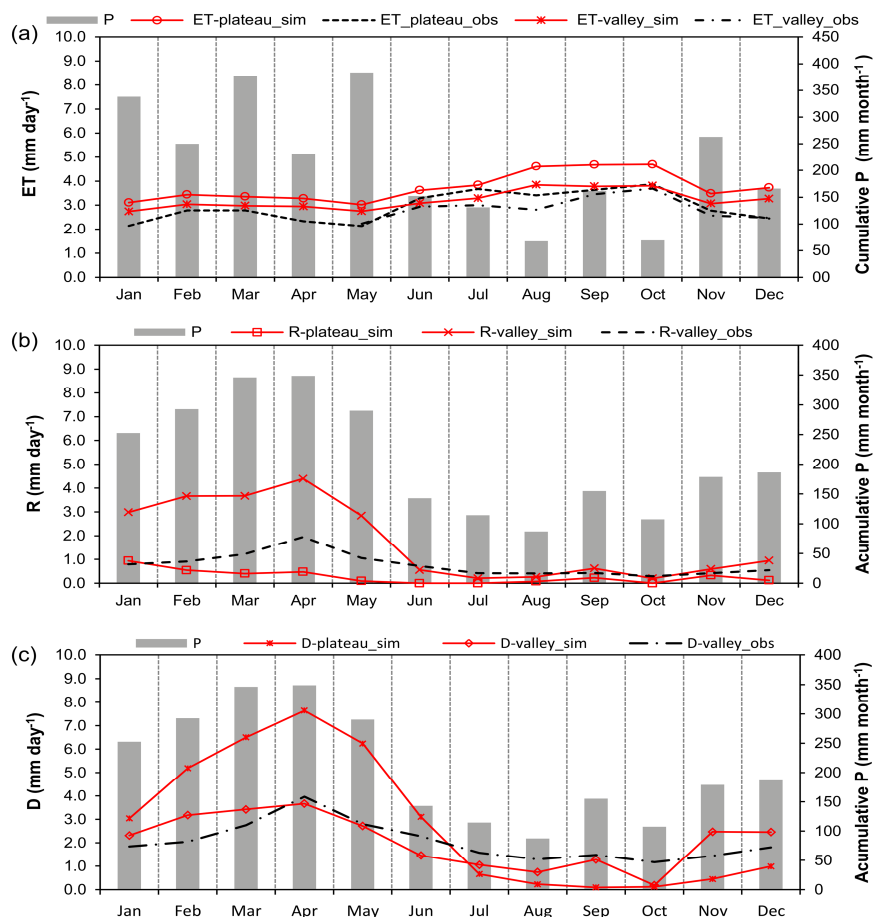 (a)
P ET-plateau_sim ET_plateau_obs ET-valley_sim ET_valley_obs
10.0 9.0 8.0 7.0 6.0 5.0 4.0 3.0 2.0 1.0 0.0
ET (mm day-1)
450 400 350 300 250 200 150 100 50 00
Cumulative P (mm month-1)
Jan Feb Mar Apr May Jun Jul Aug Sep Oct Nov Dec
(b)
P R-plateau_sim R-valley_sim R-valley_obs
10.0 9.0 8.0 7.0 6.0 5.0 4.0 3.0 2.0 1.0 0.0
R (mm day-1)
400 350 300 250 200 150 100 50 0
Acumulative P (mm month-1)
Jan Feb Mar Apr May Jun Jul Aug Sep Oct Nov Dec
(c)
P D-plateau_sim D-valley_sim D-valley_obs
10.0 9.0 8.0 7.0 6.0 5.0 4.0 3.0 2.0 1.0 0.0
D (mm day-1)
400 350 300 250 200 150 100 50 0
Acumulative P (mm month-1)
Jan Feb Mar Apr May Jun Jul Aug Sep Oct Nov Dec